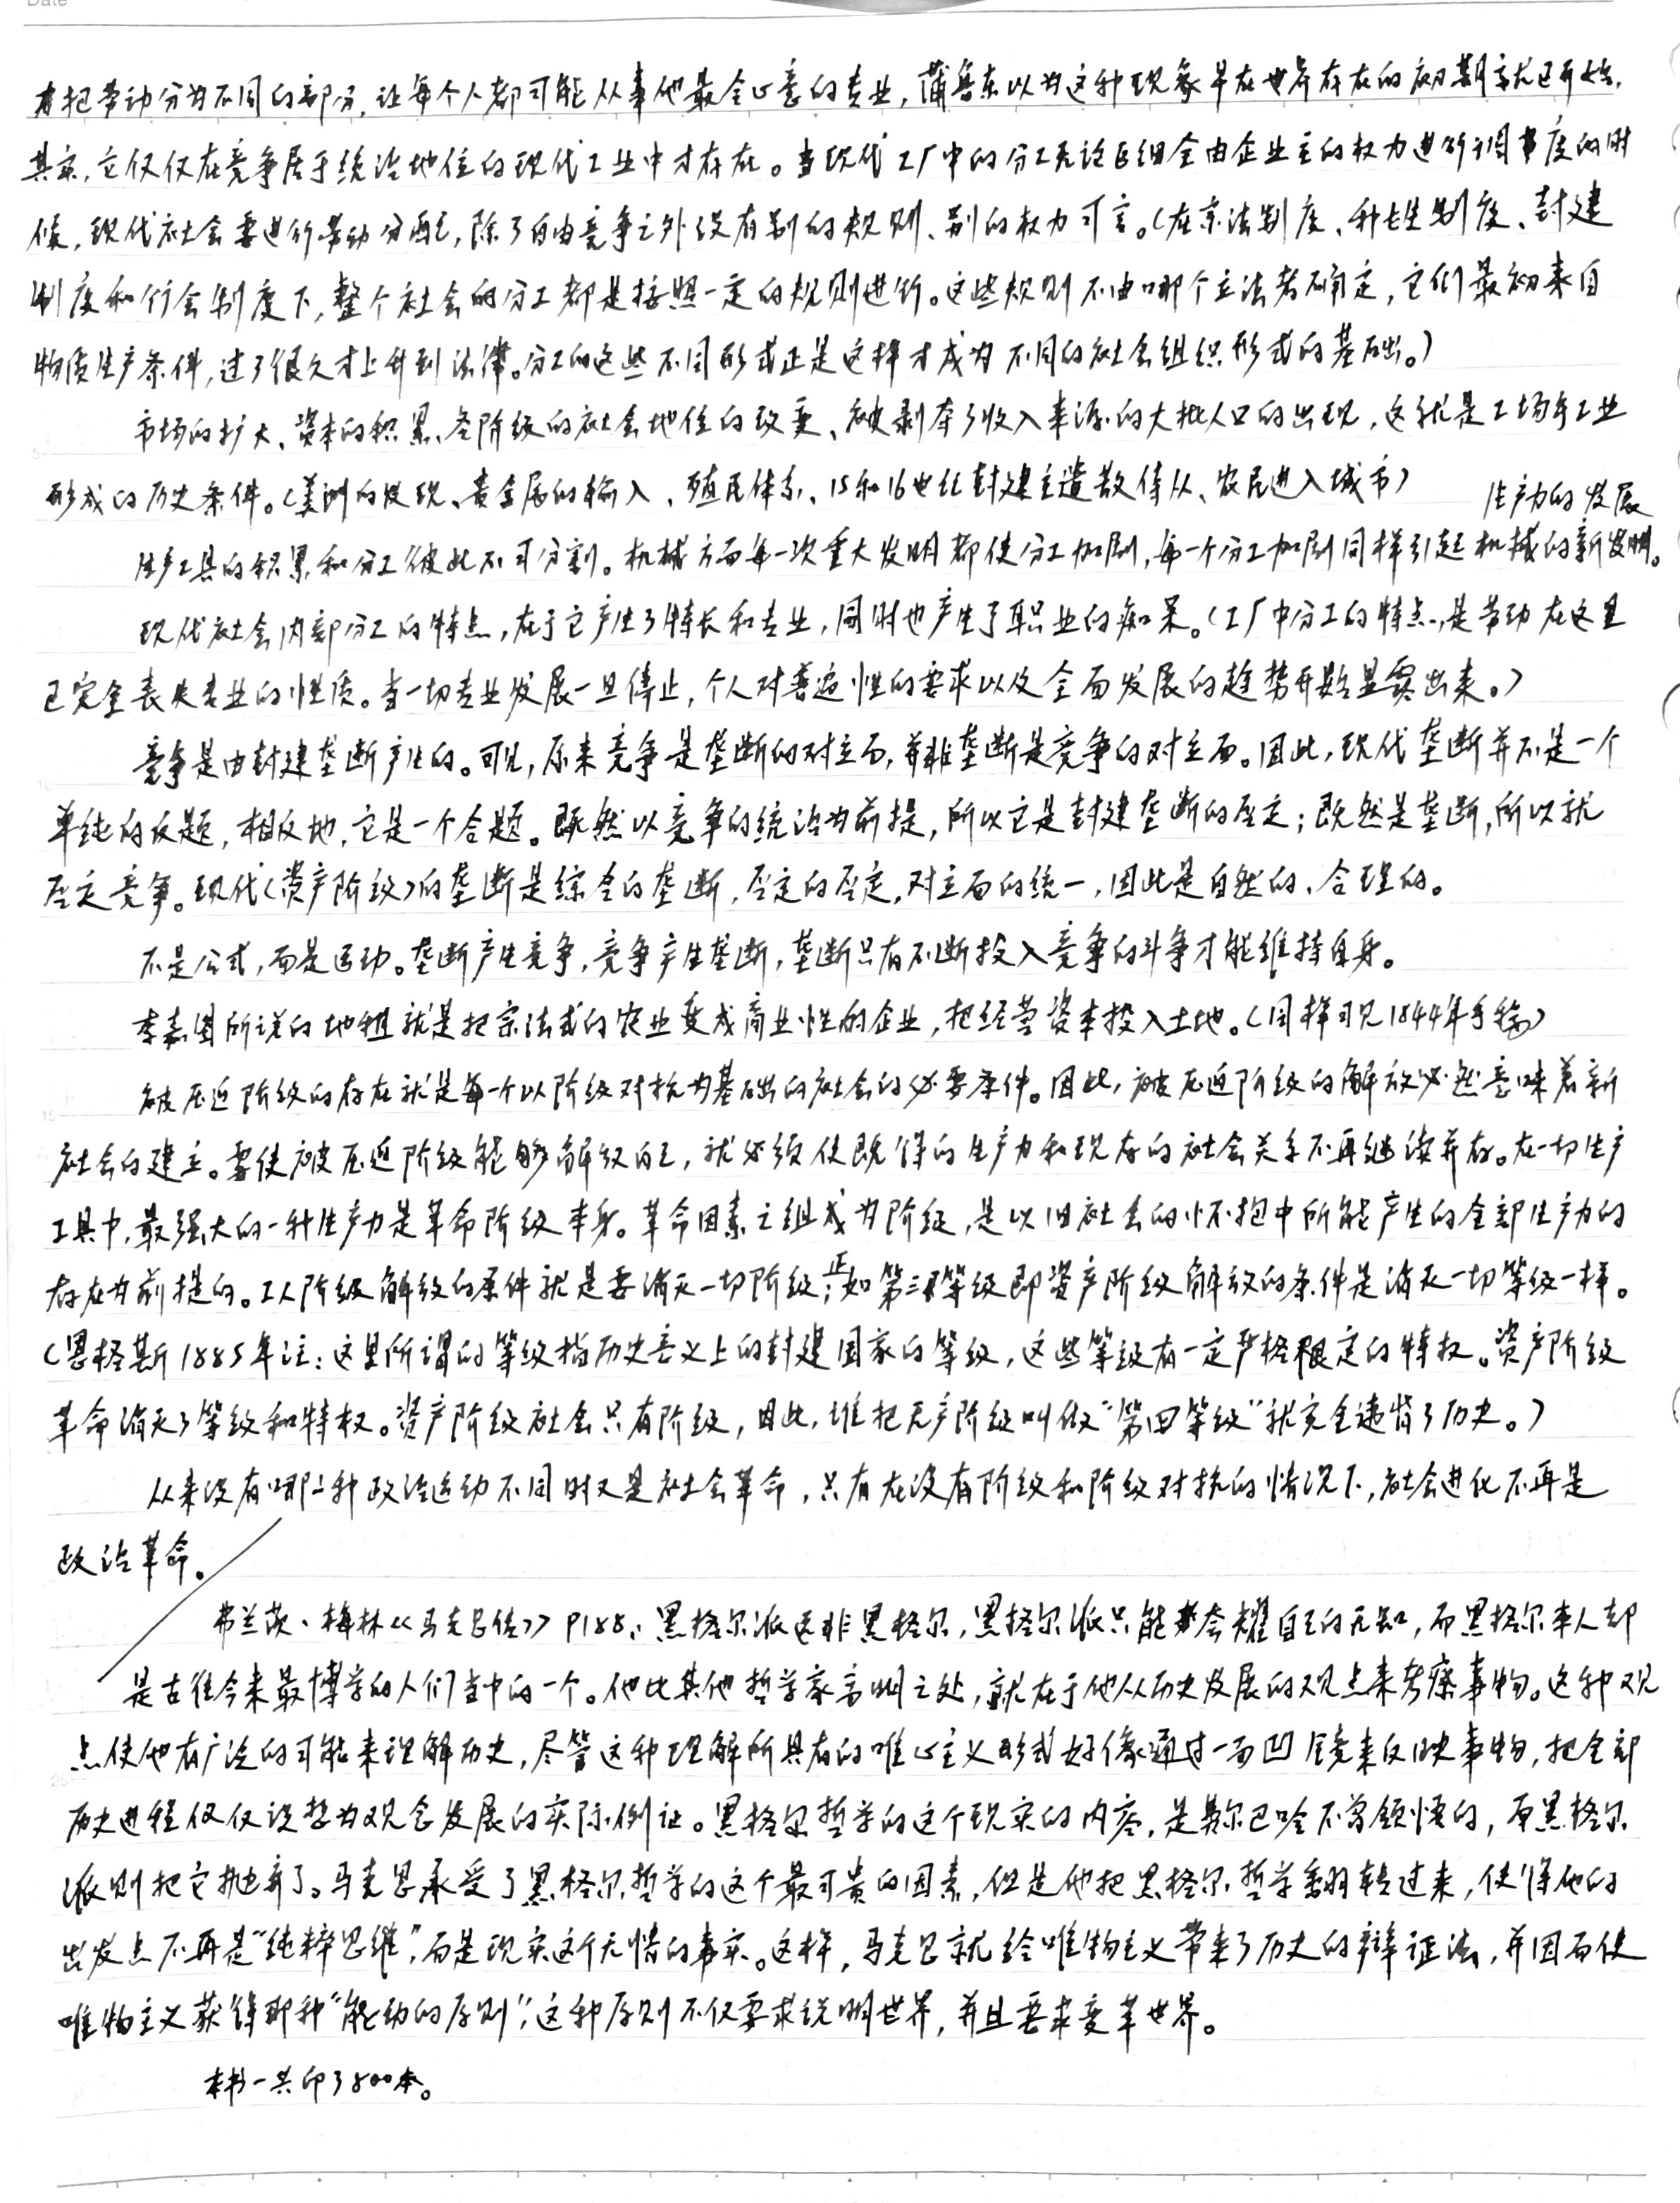 Date
把劳动分为不同的部分,让每个人都可能从事他最合心意的专业,蒲鲁东以为这种现象早在世界存在的初期就已开始.
其实,它仅仅在竞争居于统治地位的现代工业中才存在。当现代工厂中的分工无论巨细全由企业主的权力进行调度的时
候,现代社会要进行劳动分配,除了自由竞争之外没有别的规则、别的权力可言。(在宗法制度、种姓制度、封建
制度和行会制度下,整个社会的分工都是按照一定的规则进行。这些规则不由哪个立法者确定,它们最初来自
物质生产条件,过了很久才上升到法律。分工的这些不同形式正是这样才成为不同的社会组织形式的基础。)
市场的扩大、资本的积累、各阶级的社会地位的改变、被剥夺了收入来源的大批人口的出现,这就是工场手工业
形成的历史条件。(美洲的发现、贵金属的输入、殖民体系、15和16世纪封建主遣散侍从、农民进入城市)
生产力的发展
生产工具的积累,和分工彼此不可分割。机械方面每一次重大发明都使分工加剧,每一个分工加剧同样引起机械的新发明。
现代社会内部分工的特点,在于它产生了特长和专业,同时也产生了职业的痴呆。(工厂中分工的特点,是劳动在这里
已完全丧失专业的性质。当一切专业发展一旦停止,个人对普遍性的要求以及全面发展的趋势开始显露出来。)
竞争是由封建垄断产生的。可见,原来竞争是垄断的对立面,并非垄断是竞争的对立面。因此,现代垄断并不是一个
单纯的反题,相反地,它是一个合题。既然以竞争的统治为前提,所以它是封建垄断的否定;既然是垄断,所以就
否定竞争。现代(资产阶级)的垄断是综合的垄断,否定的否定,对立面的统一,因此是自然的、合理的。
不是公式,而是运动。垄断产生竞争,竞争产生垄断,垄断只有不断投入竞争的斗争才能维持自身。
李嘉图所说的地租就是把宗法式的农业变成商业性的企业,把经营资本投入土地。(同样可见1844年手稿)
被压迫阶级的存在就是每一个以阶级对抗为基础的社会的必要条件。因此,被压迫阶级的解放必然意味着新
社会的建立。要使被压迫阶级能够解放自己,就必须使既得的生产力和现存的社会关系不再继续并存。在一切生产
工具中,最强大的一种生产力是革命阶级本身。革命因素之组成为阶级,是以旧社会的怀抱中所能产生的全部生产力的
存在为前提的。工人阶级解放的条件就是要消灭一切阶级;正如第三等级即资产阶级解放的条件是消灭一切等级一样。
(恩格斯1885年注:这里所谓的等级指历史意义上的封建国家的等级,这些等级有一定严格限定的特权。资产阶级
革命消灭了等级和特权。资产阶级社会只有阶级,因此,谁把无产阶级叫做“第四等级”就完全违背了历史。)
从来没有哪一种政治运动不同时又是社会革命,只有在没有阶级和阶级对抗的情况下,社会进化不再是
政治革命。
弗兰茨·梅林《马克思传》P188:黑格尔派远非黑格尔,黑格尔派只能夸耀自己的无知,而黑格尔本人却
是古往今来最博学的人们当中的一个。他比其他哲学家高明之处,就在于他从历史发展的观点来考察事物。这种观
点使他有广泛的可能来理解历史,尽管这种理解所具有的唯心主义形式好像通过一面凹镜来反映事物,把全部
历史进程仅仅设想为观念发展的实际例证。黑格尔哲学的这个现实的内容,是费尔巴哈不曾领悟的,而黑格尔
派则把它抛弃了。马克思承受了黑格尔哲学的这个最可贵的因素,但是他把黑格尔哲学翻转过来,使得他的
出发点不再是“纯粹思维”,而是现实这个无情的事实。这样,马克思就给唯物主义带来了历史的辩证法,并因而使
唯物主义获得那种“能动的原则”;这种原则不仅要求说明世界,并且要求变革世界。
本书一共印了800本。